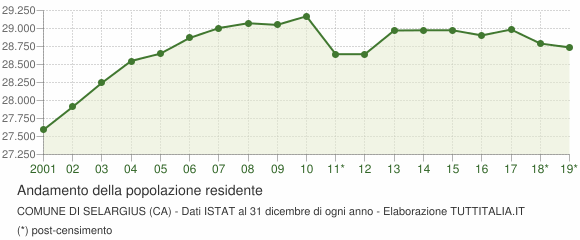 29.250
29.000
28.750
28.500
28.250
28.000
27.750
27.500
27.250
2001 02 03 04 05 06 07 08 09 10 11* 12 13 14 15 16 17 18* 19*
Andamento della popolazione residente
COMUNE DI SELARGIUS (CA) - Dati ISTAT al 31 dicembre di ogni anno - Elaborazione TUTTITALIA.IT
(*) post-censimento